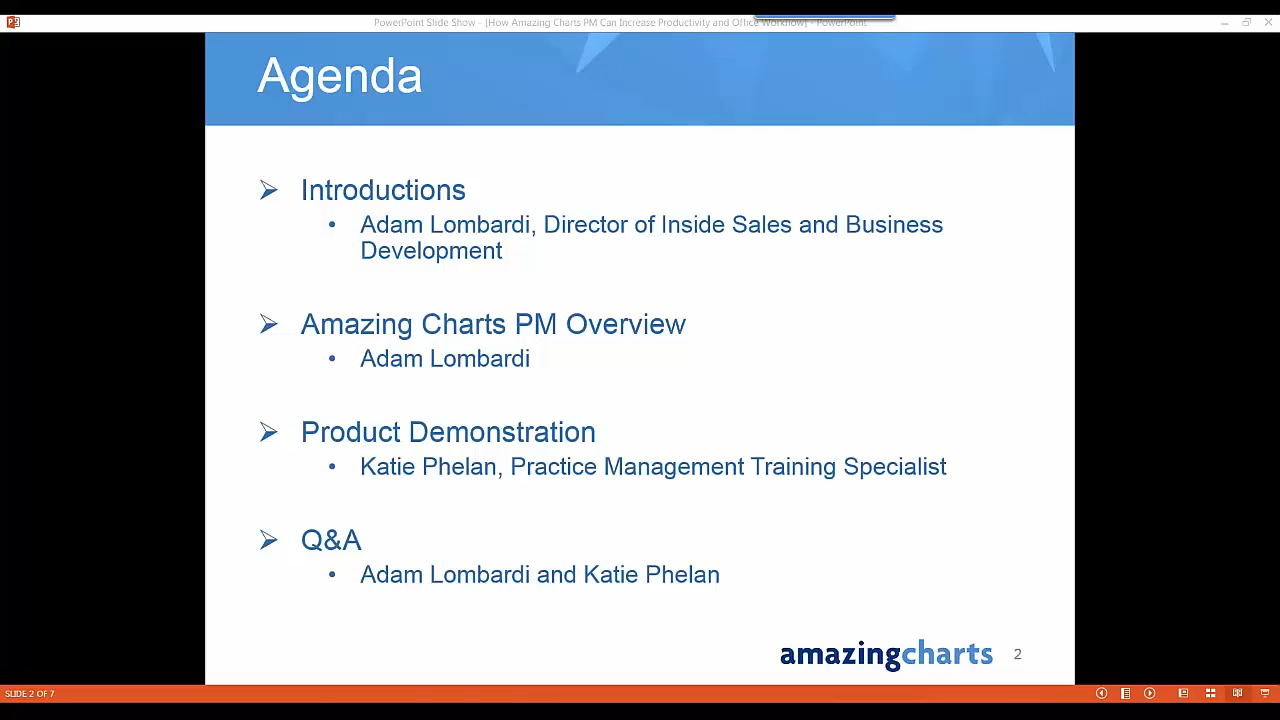 PowerPoint Slide Show - [How Amazing Charts PM Can Increase Productivity and Office Workflow] - PowerPoint
Agenda
➢ Introductions
• Adam Lombardi, Director of Inside Sales and Business
Development
➢ Amazing Charts PM Overview
• Adam Lombardi
➢ Product Demonstration
• Katie Phelan, Practice Management Training Specialist
➢ Q&A
• Adam Lombardi and Katie Phelan
amazingcharts 2
SLIDE 2 OF 7